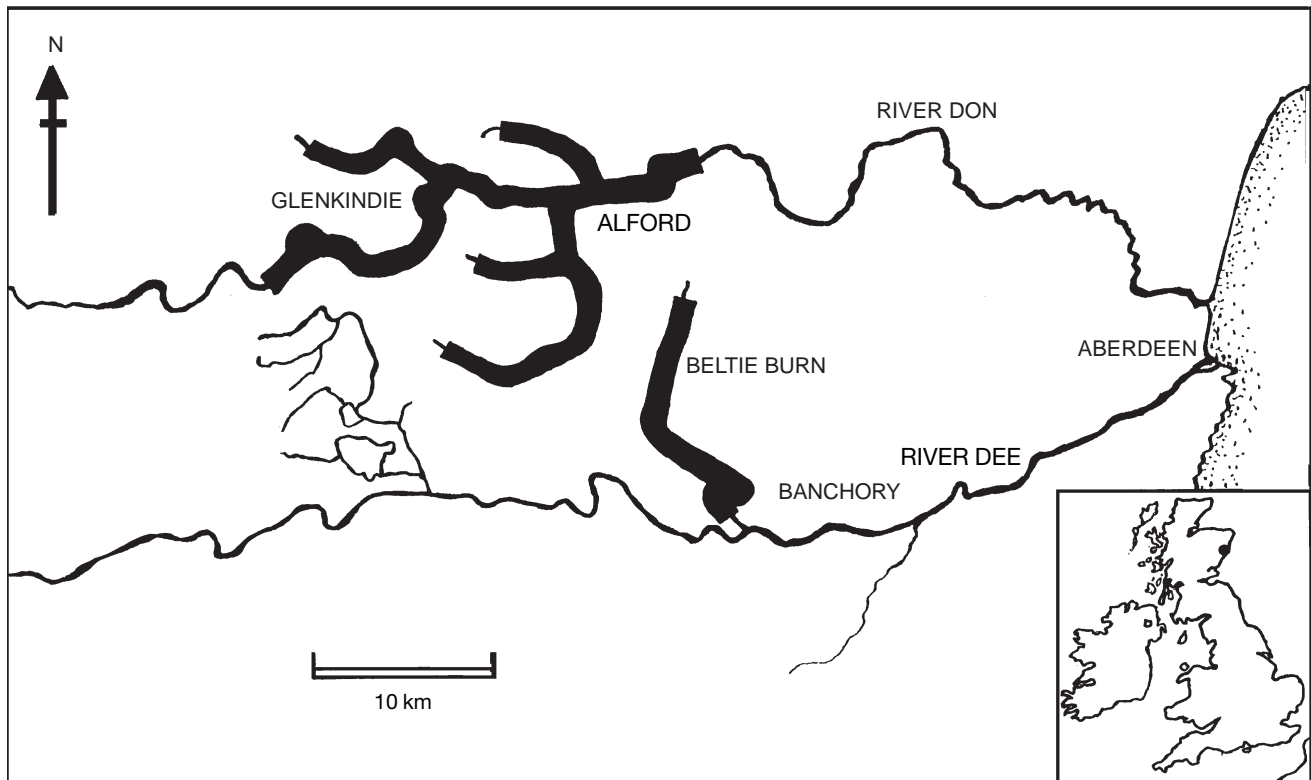 N
RIVER DON
GLENKINDIE
ALFORD
ABERDEEN
BELTIE BURN
RIVER DEE
BANCHORY
10 km